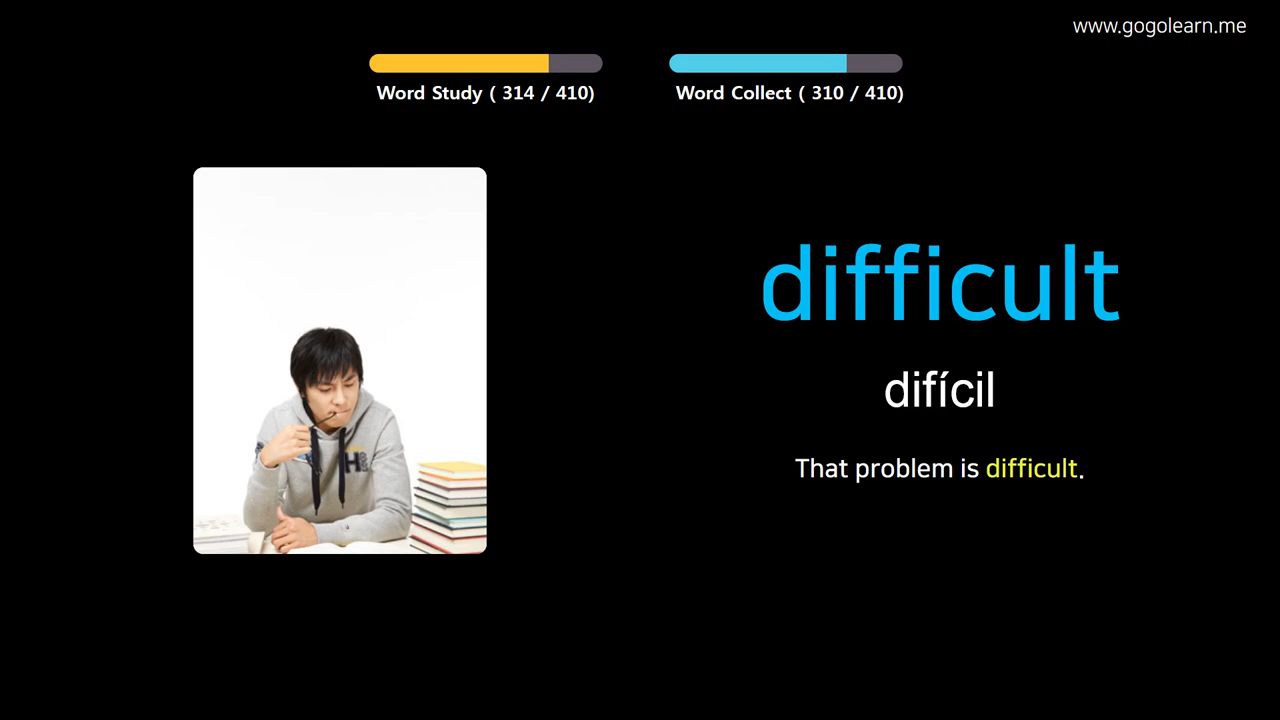 www.gogolearn.me
Word Study ( 314 / 410)
Word Collect ( 310 / 410)
difficult
difícil
That problem is difficult.
H